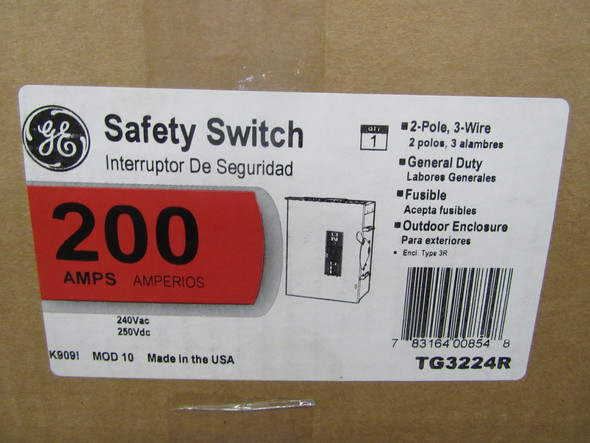 GE
Safety Switch
Interruptor De Seguridad
QTY
1
2-Pole, 3-Wire
2 polos, 3 alambres
General Duty
Labores Generales
Fusible
Acepta fusibles
Outdoor Enclosure
Para exteriores
Encl. Type 3R
200
AMPS AMPERIOS
240Vac
250Vdc
K909I MOD 10 Made in the USA
7 83164 00854 8
TG3224R